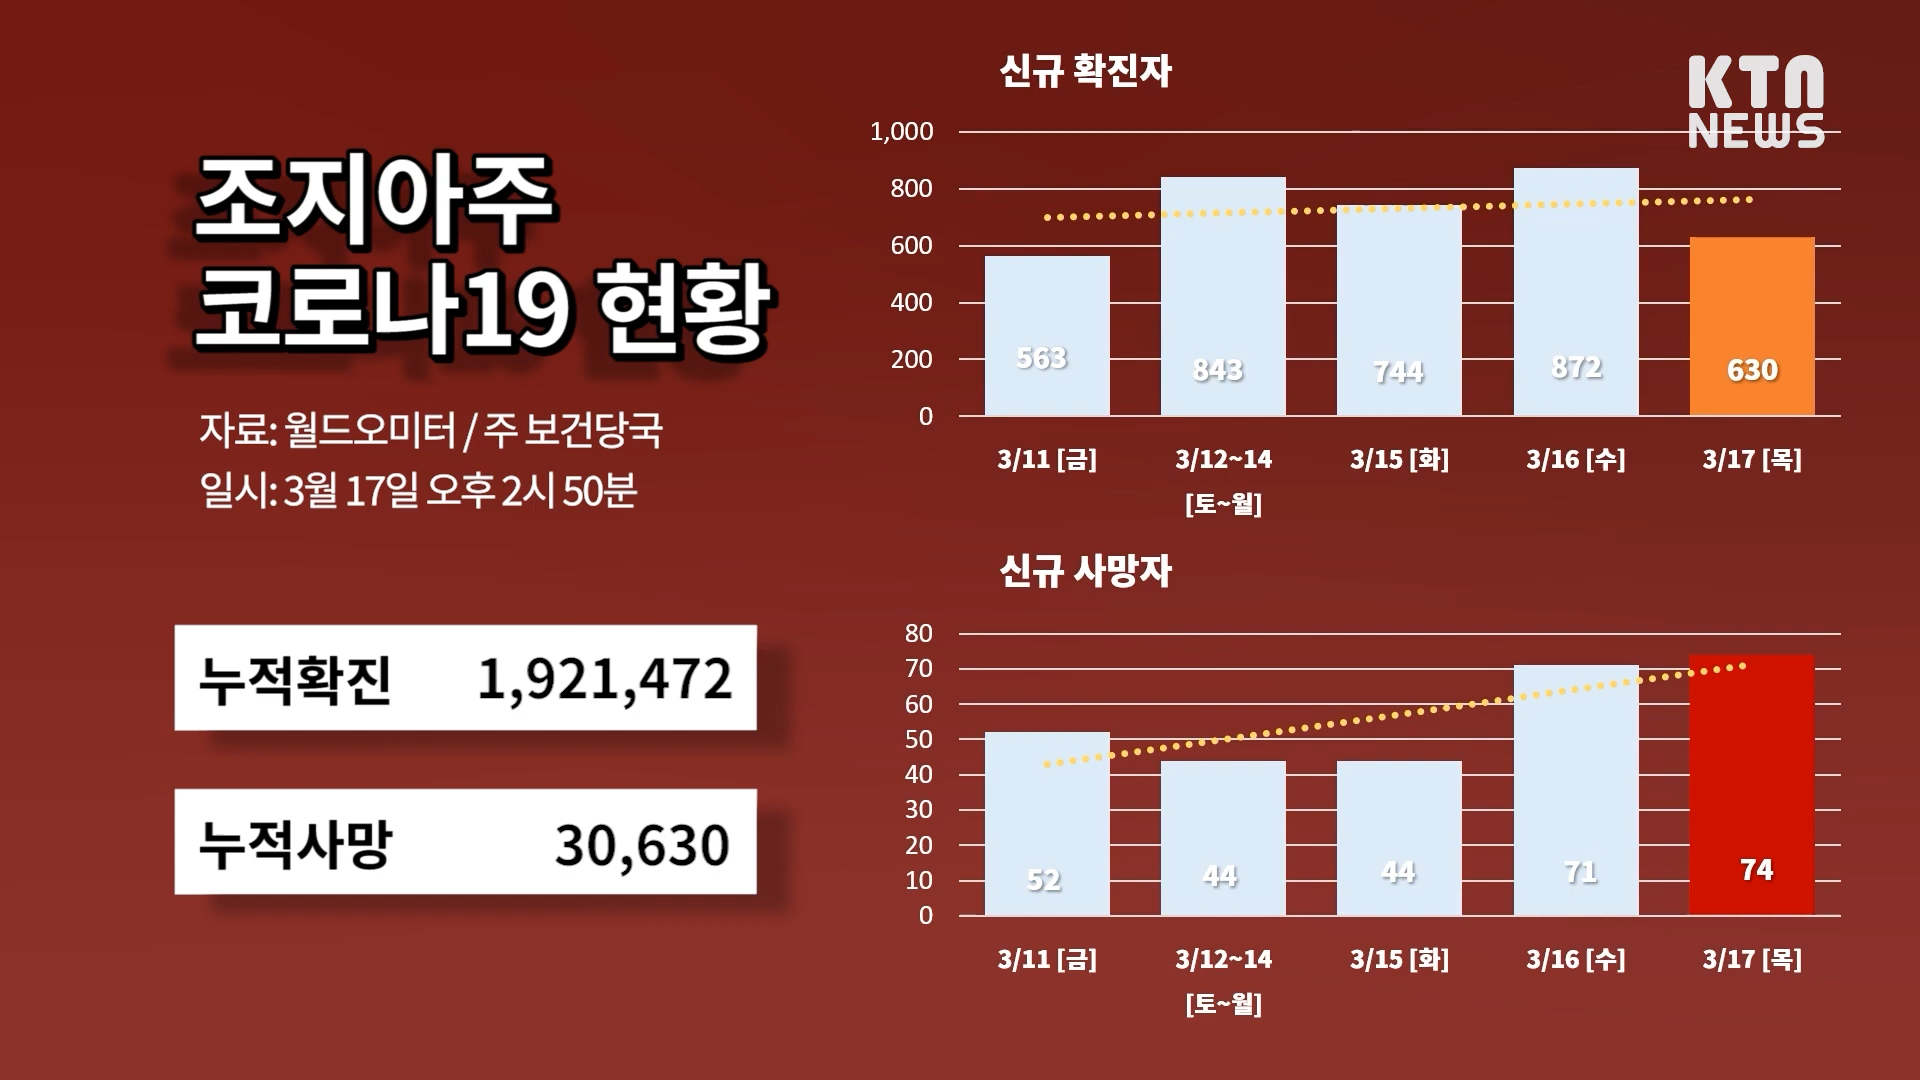 조지아주
코로나19 현황
자료: 월드오미터 / 주 보건당국
일시: 3월 17일 오후 2시 50분
누적확진 1,921,472
누적사망 30,630
KTN
NEWS
신규 확진자
1,000
800
600
400
200
0
563 843 744 872 630
3/11 [금] 3/12~14 3/15 [화] 3/16 [수] 3/17 [목]
[토~월]
신규 사망자
80
70
60
50
40
30
20
10
0
52 44 44 71 74
3/11 [금] 3/12~14 3/15 [화] 3/16 [수] 3/17 [목]
[토~월]